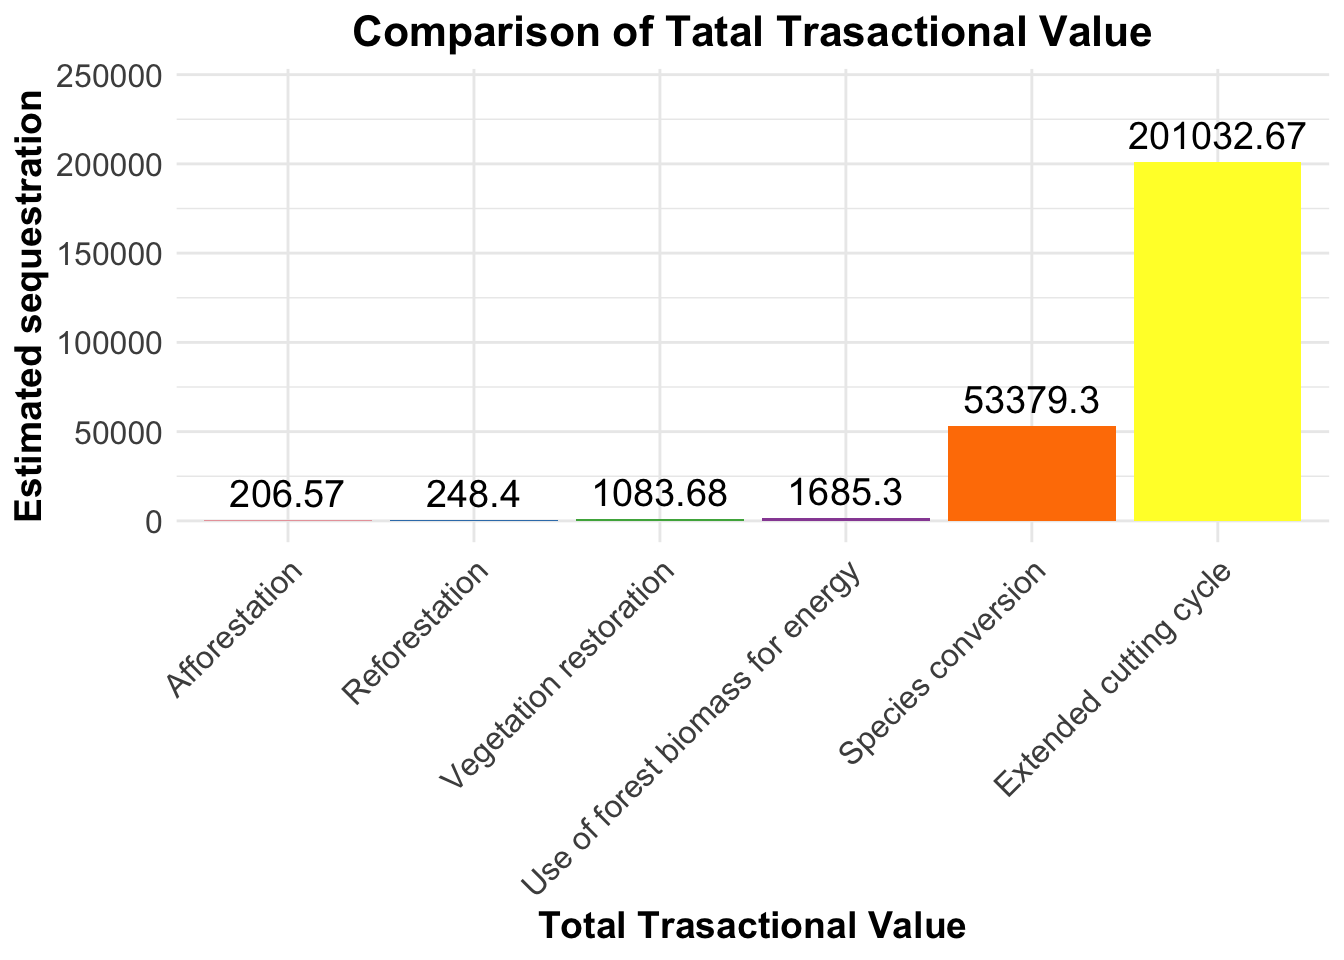 Comparison of Tatal Trasactional Value
Estimated sequestration
250000
200000
150000
100000
50000
0
206.57
248.4
1083.68
1685.3
53379.3
201032.67
Afforestation
Reforestation
Vegetation restoration
Use of forest biomass for energy
Species conversion
Extended cutting cycle
Total Trasactional Value